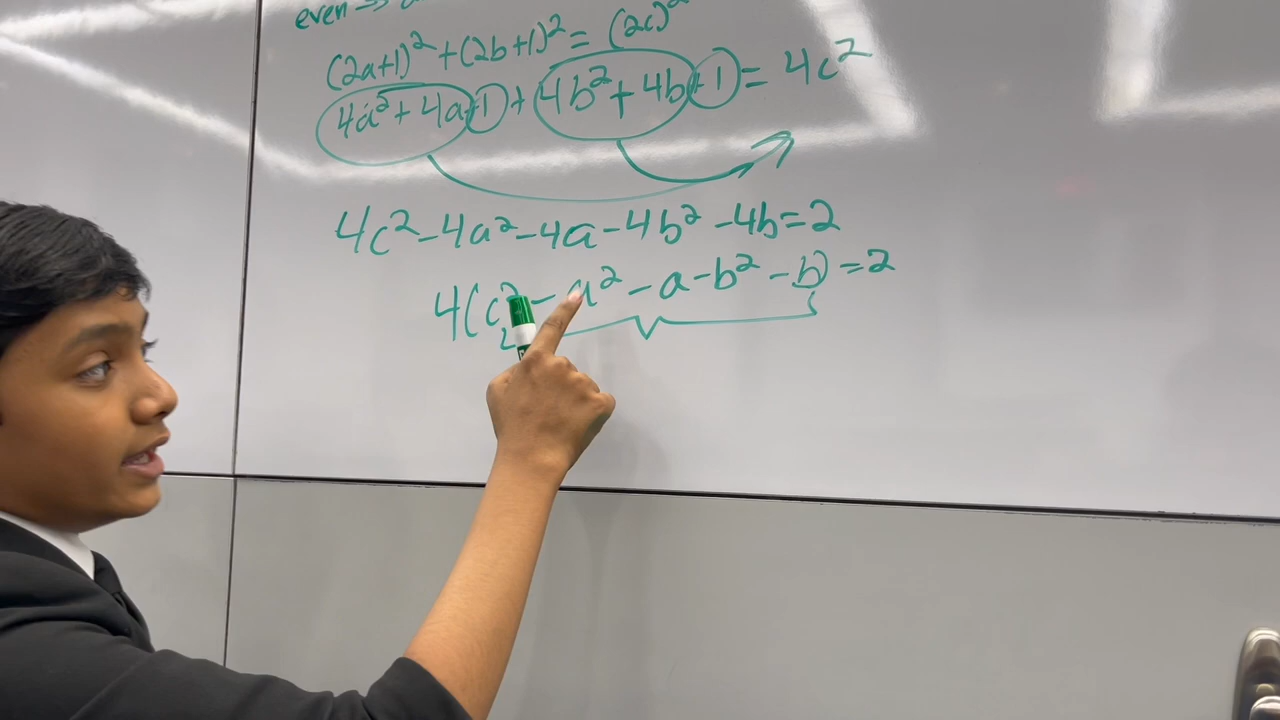 even =>
(2a+1)² + (2b+1)² = (2c)²
4a² + 4a+1 + 4b² + 4b+1 = 4c²
4c² - 4a² - 4a - 4b² - 4b = 2
4(c² - a² - a - b² - b) = 2